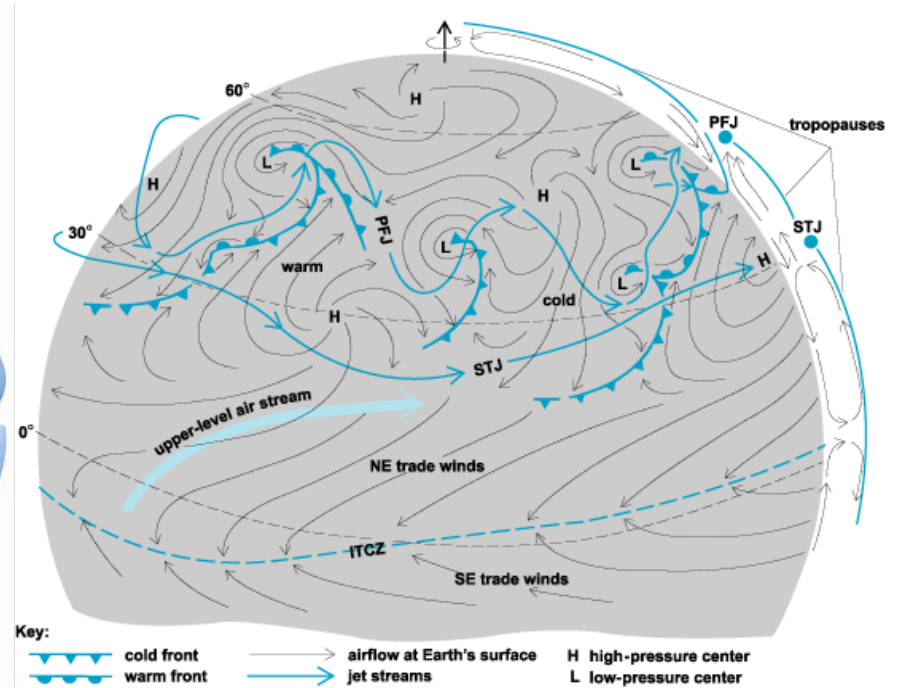 60°
H
PFJ
tropopauses
L
L
H
H
30°
PFJ
STJ
L
H
warm
L
cold
H
STJ
upper-level air stream
0°
NE trade winds
ITCZ
SE trade winds
Key:
cold front
airflow at Earth's surface
H high-pressure center
warm front
jet streams
L low-pressure center